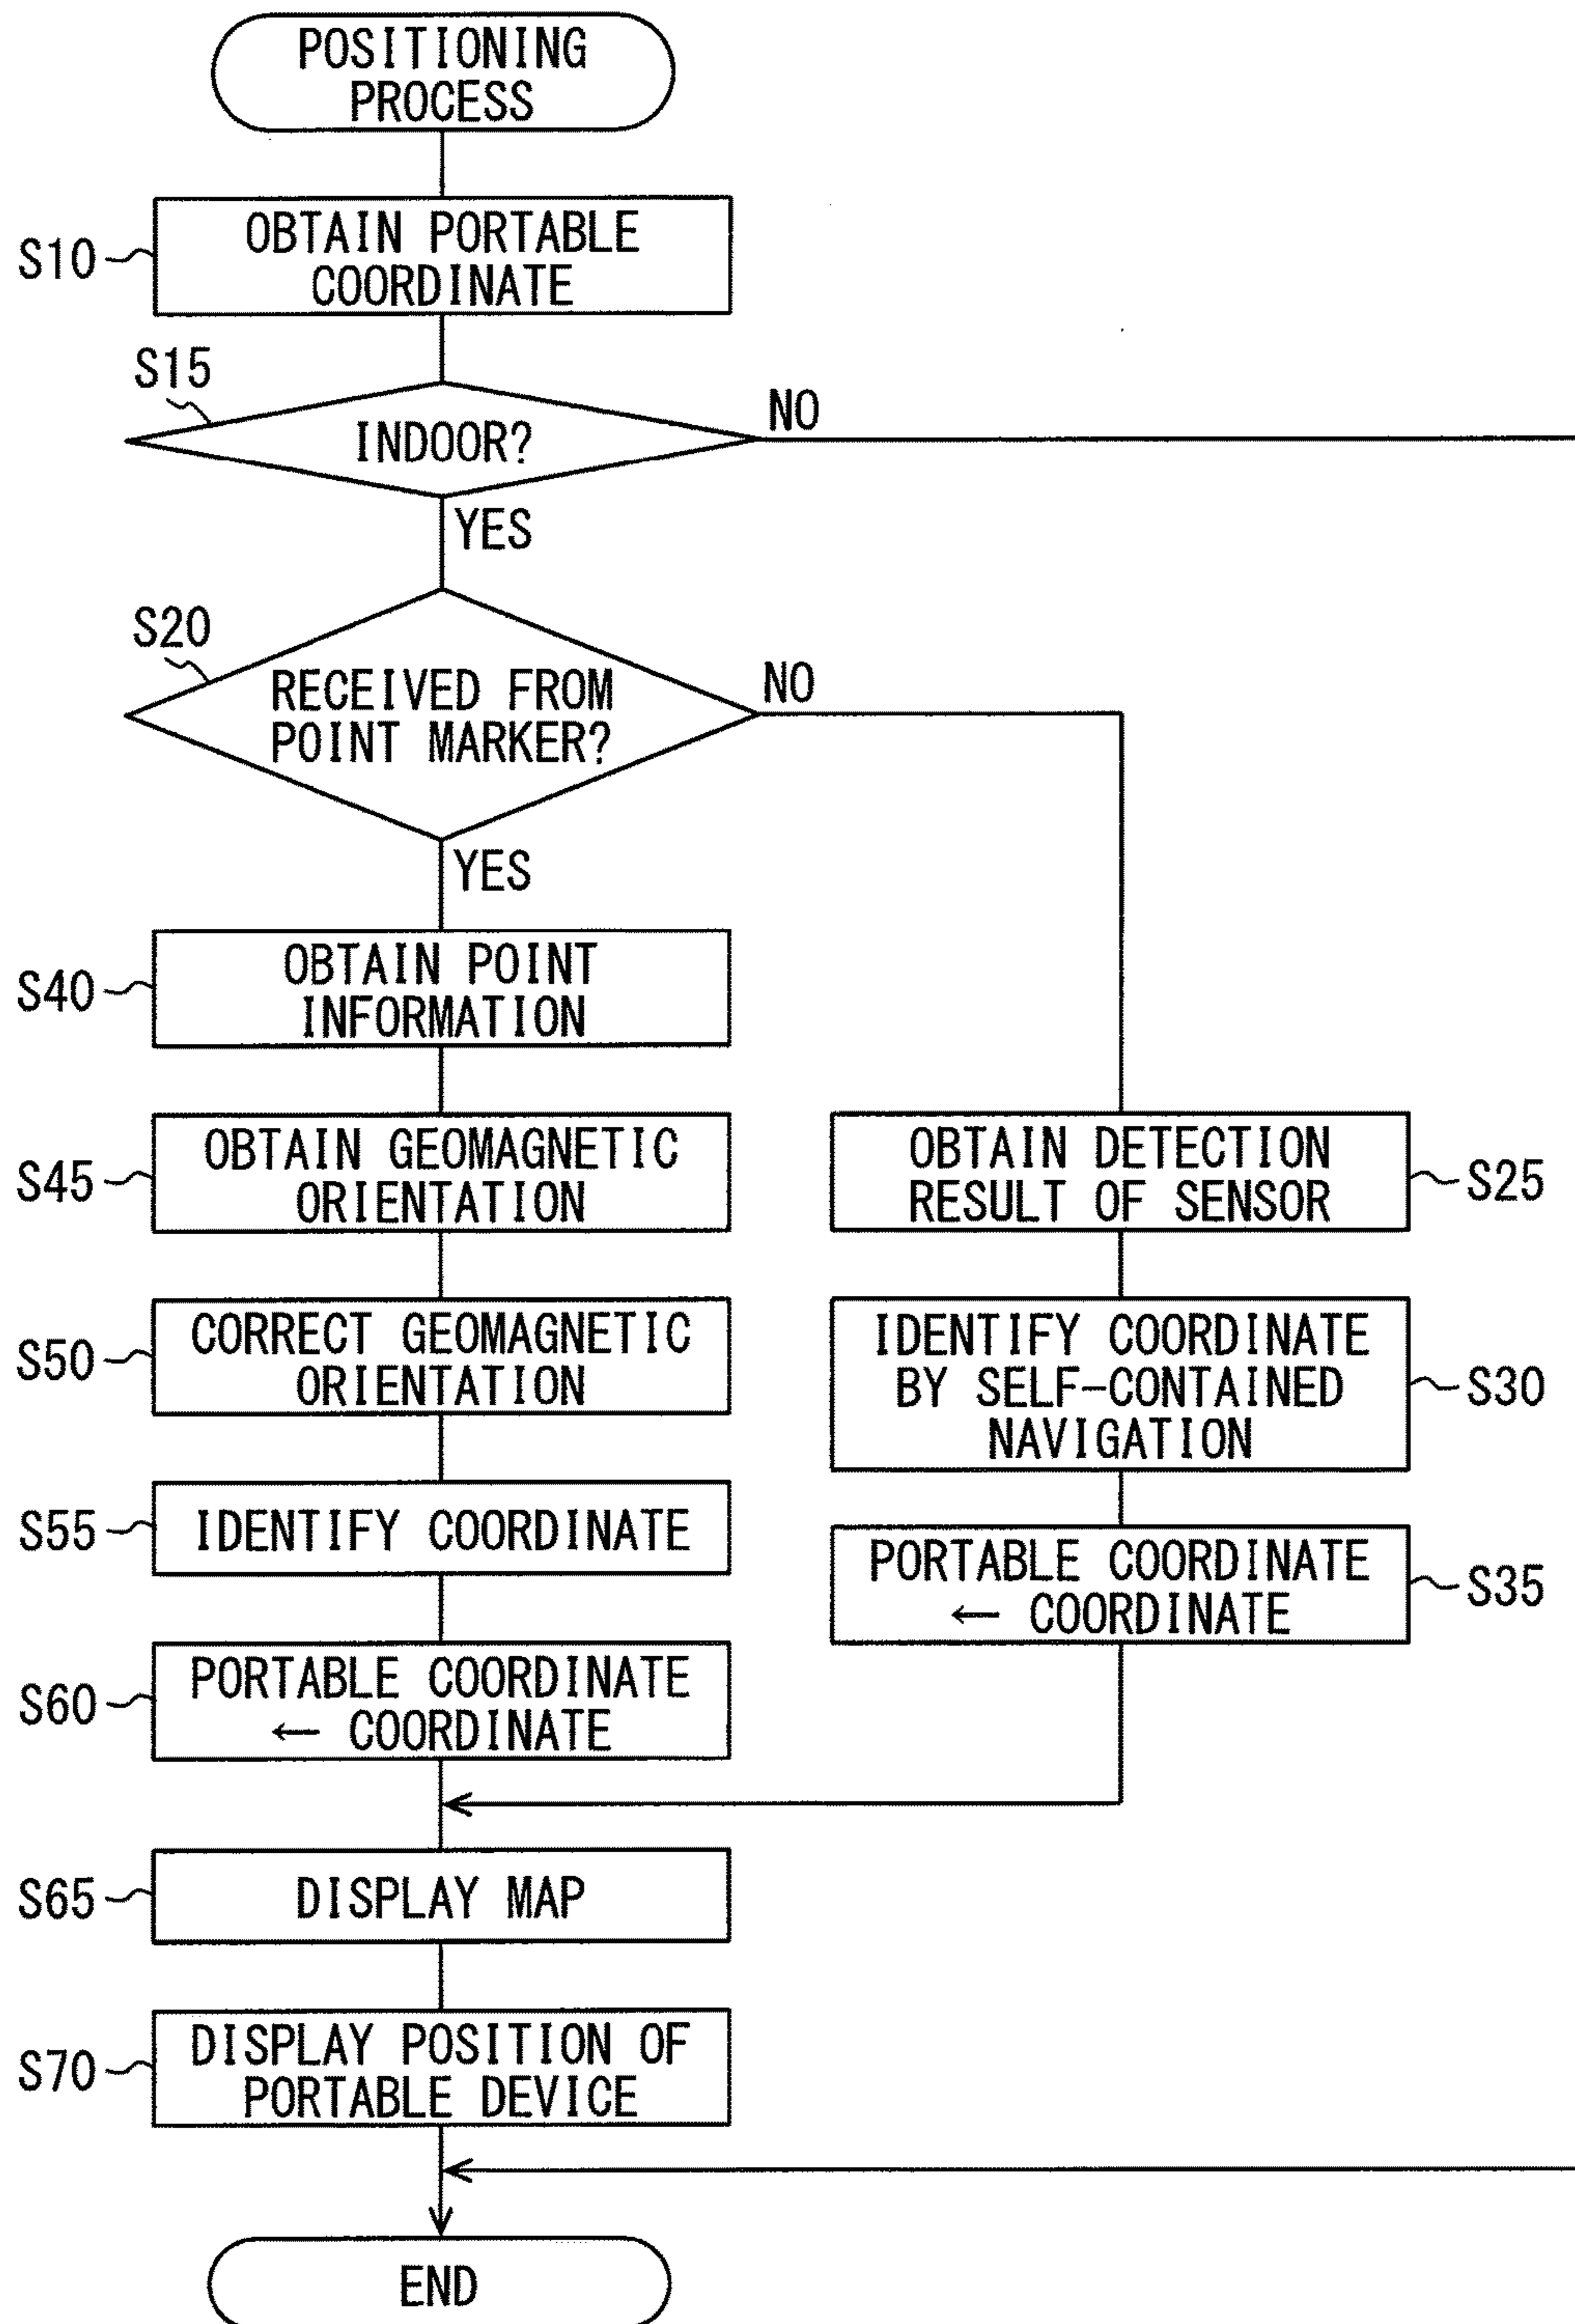 POSITIONING
PROCESS
S10
OBTAIN PORTABLE
COORDINATE
S15
INDOOR?
NO
YES
S20
RECEIVED FROM
POINT MARKER?
NO
YES
S40
OBTAIN POINT
INFORMATION
S45
OBTAIN GEOMAGNETIC
ORIENTATION
OBTAIN DETECTION
RESULT OF SENSOR
S25
S50
CORRECT GEOMAGNETIC
ORIENTATION
IDENTIFY COORDINATE
BY SELF-CONTAINED
NAVIGATION
S30
S55
IDENTIFY COORDINATE
PORTABLE COORDINATE
← COORDINATE
S35
S60
PORTABLE COORDINATE
← COORDINATE
S65
DISPLAY MAP
S70
DISPLAY POSITION OF
PORTABLE DEVICE
END